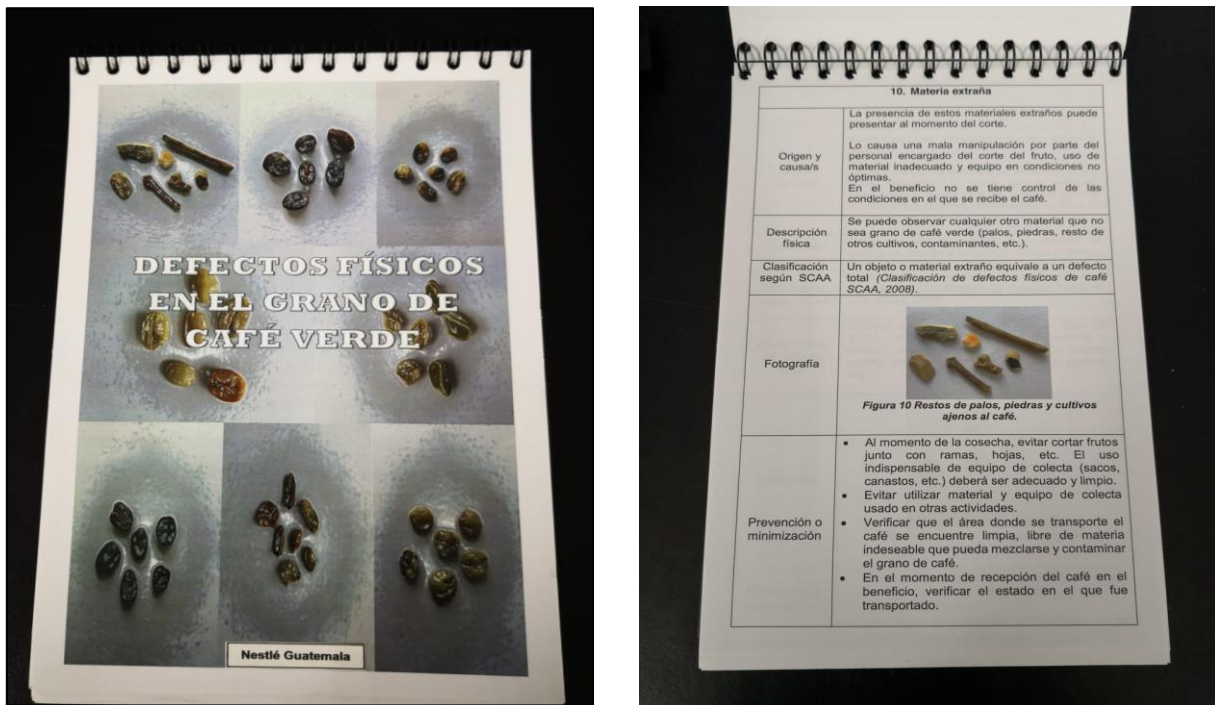 DEFECTOS FÍSICOS
EN EL GRANO DE
CAFÉ VERDE
Nestlé Guatemala
10. Materia extraña
Origen y
causa/s
La presencia de estos materiales extraños puede
presentar al momento del corte.
Lo causa una mala manipulación por parte del
personal encargado del corte del fruto, uso de
material inadecuado y equipo en condiciones no
óptimas.
En el beneficio no se tiene control de las
condiciones en el que se recibe el café.
Descripción
física
Se puede observar cualquier otro material que no
sea grano de café verde (palos, piedras, resto de
otros cultivos, contaminantes, etc.).
Clasificación
según SCAA
Un objeto o material extraño equivale a un defecto
total (Clasificación de defectos físicos de café
SCAA, 2008).
Fotografía
Figura 10 Restos de palos, piedras y cultivos
ajenos al café.
Prevención o
minimización
• Al momento de la cosecha, evitar cortar frutos
junto con ramas, hojas, etc. El uso
indispensable de equipo de colecta (sacos,
canastos, etc.) deberá ser adecuado y limpio.
• Evitar utilizar material y equipo de colecta
usado en otras actividades.
• Verificar que el área donde se transporte el
café se encuentre limpia, libre de materia
indeseable que pueda mezclarse y contaminar
el grano de café.
• En el momento de recepción del café en el
beneficio, verificar el estado en el que fue
transportado.